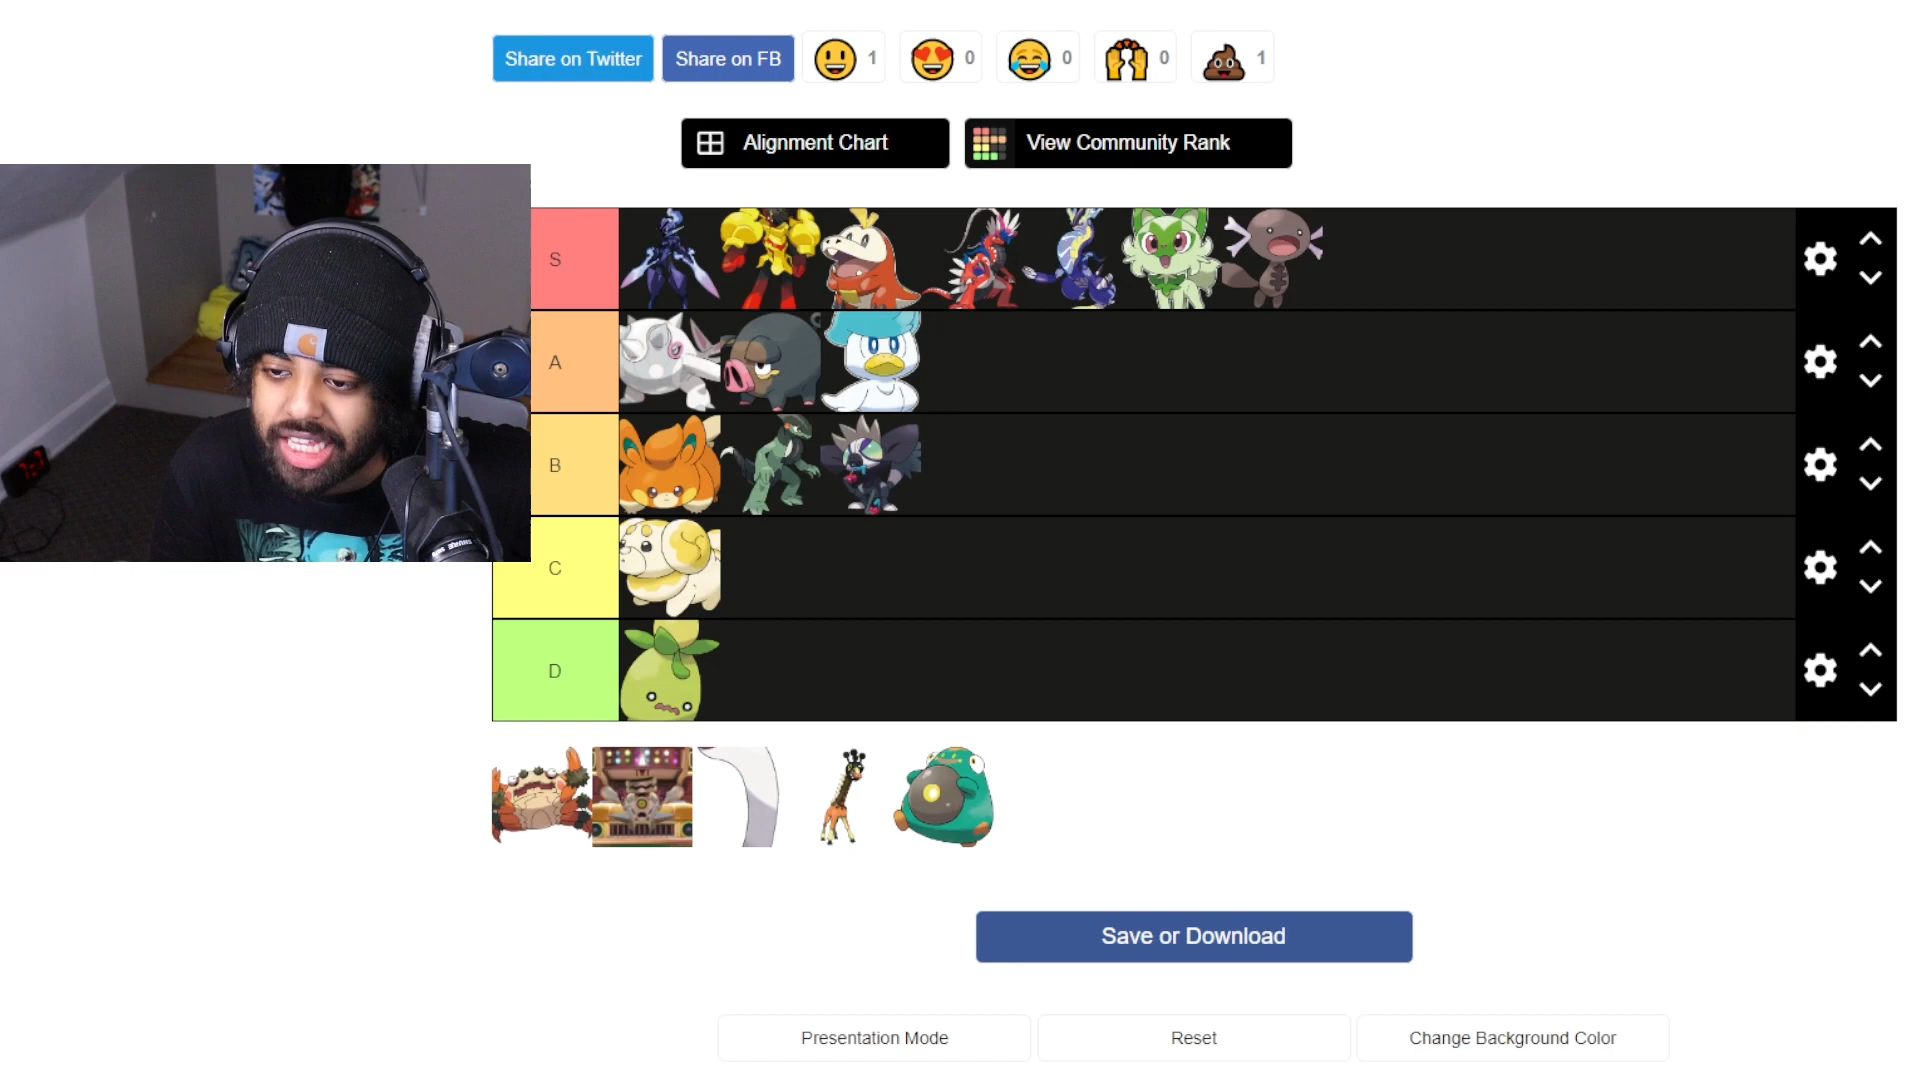 Share on Twitter Share on FB 1 0 0 0 1
Alignment Chart View Community Rank
S
A
B
C
D
Save or Download
Presentation Mode Reset Change Background Color